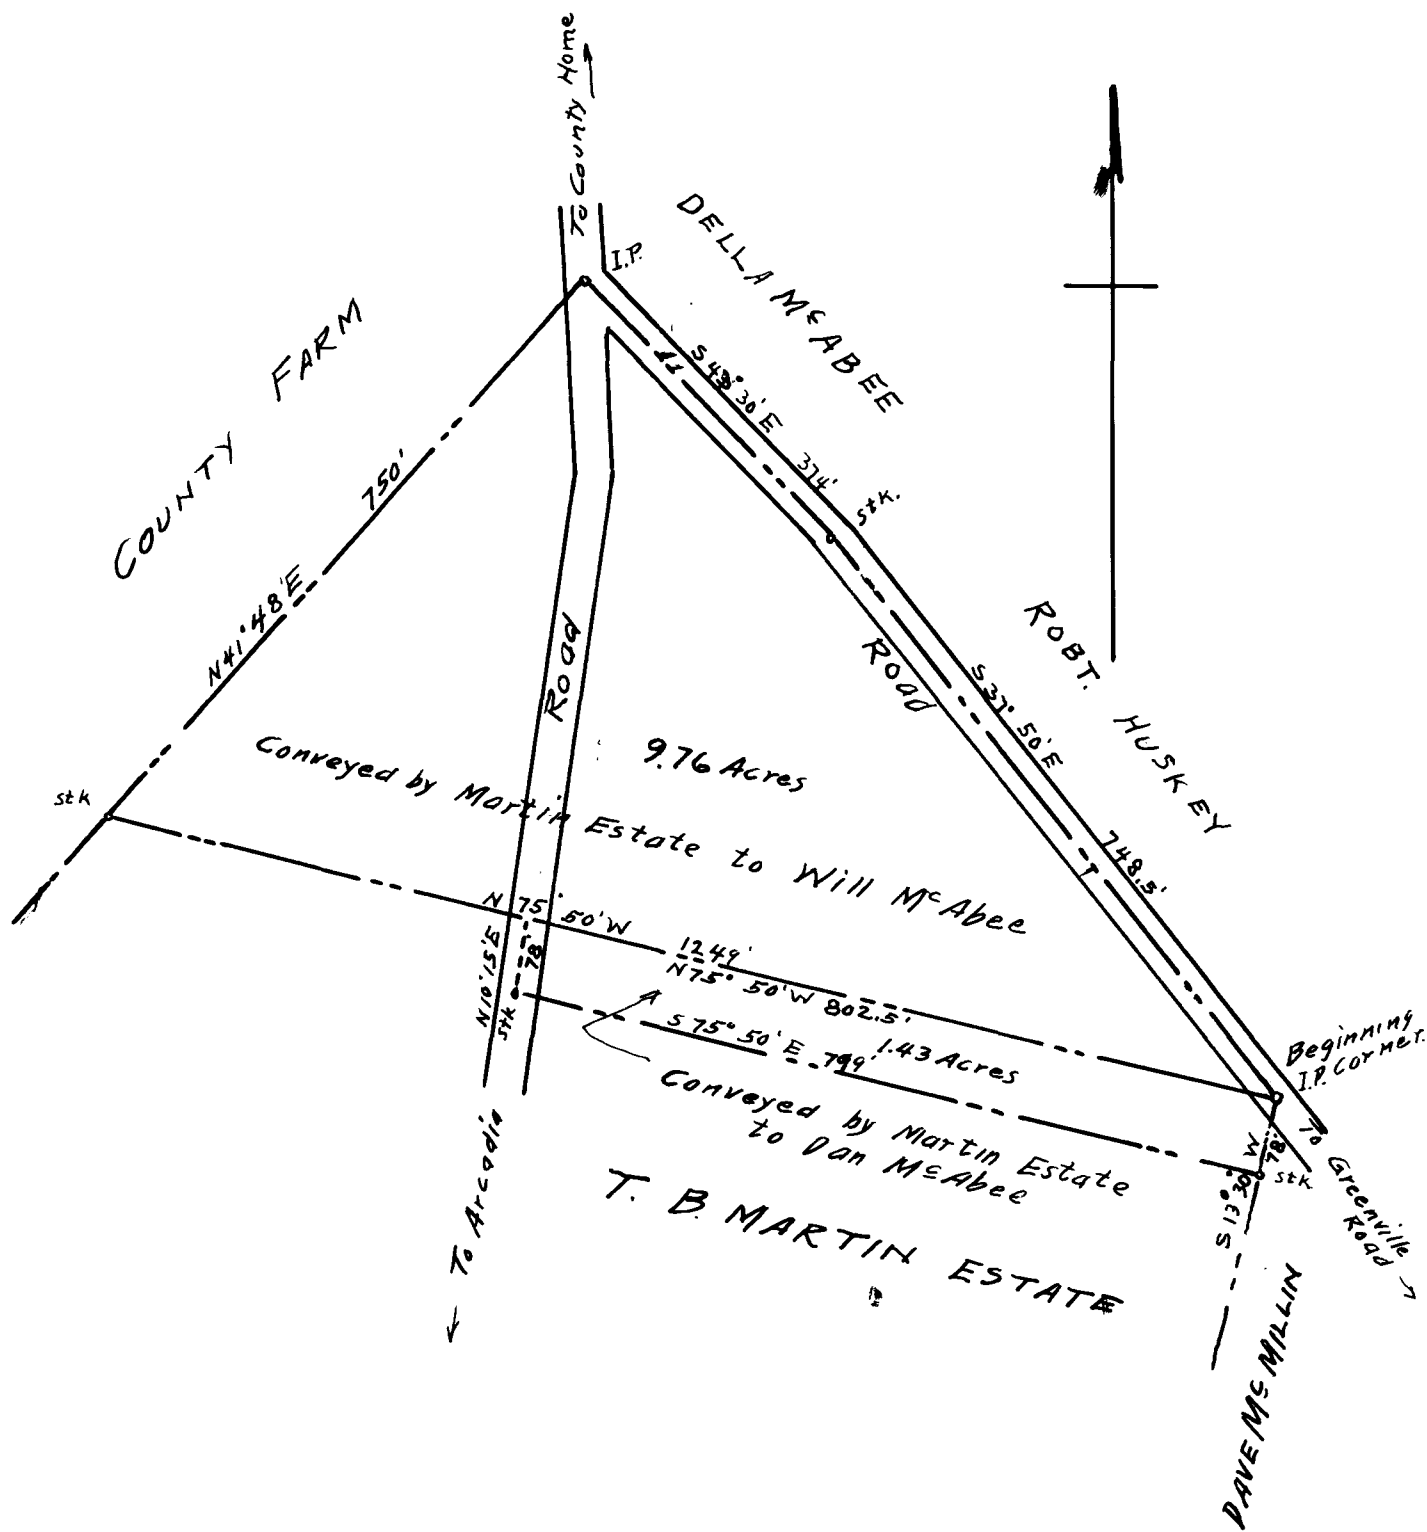 To County Home
I.P.
DELLA McABEE
COUNTY FARM
S 43° 30' E
374'
stk.
750'
N41°48'E
Road
Road
ROBT. HUSKEY
S 37° 50' E
748.5'
9.76 Acres
Conveyed by Martin Estate to Will McAbee
stk
N 75° 50' W 1249'
N10°15'E
78'
stk
N75° 50' W 802.5'
S 75° 50' E 799'
1.43 Acres
Conveyed by Martin Estate
to Dan McAbee
Beginning
I.P. Corner.
To Greenville
Road
S 13° 30' W
78'
stk
T. B. MARTIN ESTATE
To Arcadia
DAVE McMILLIN